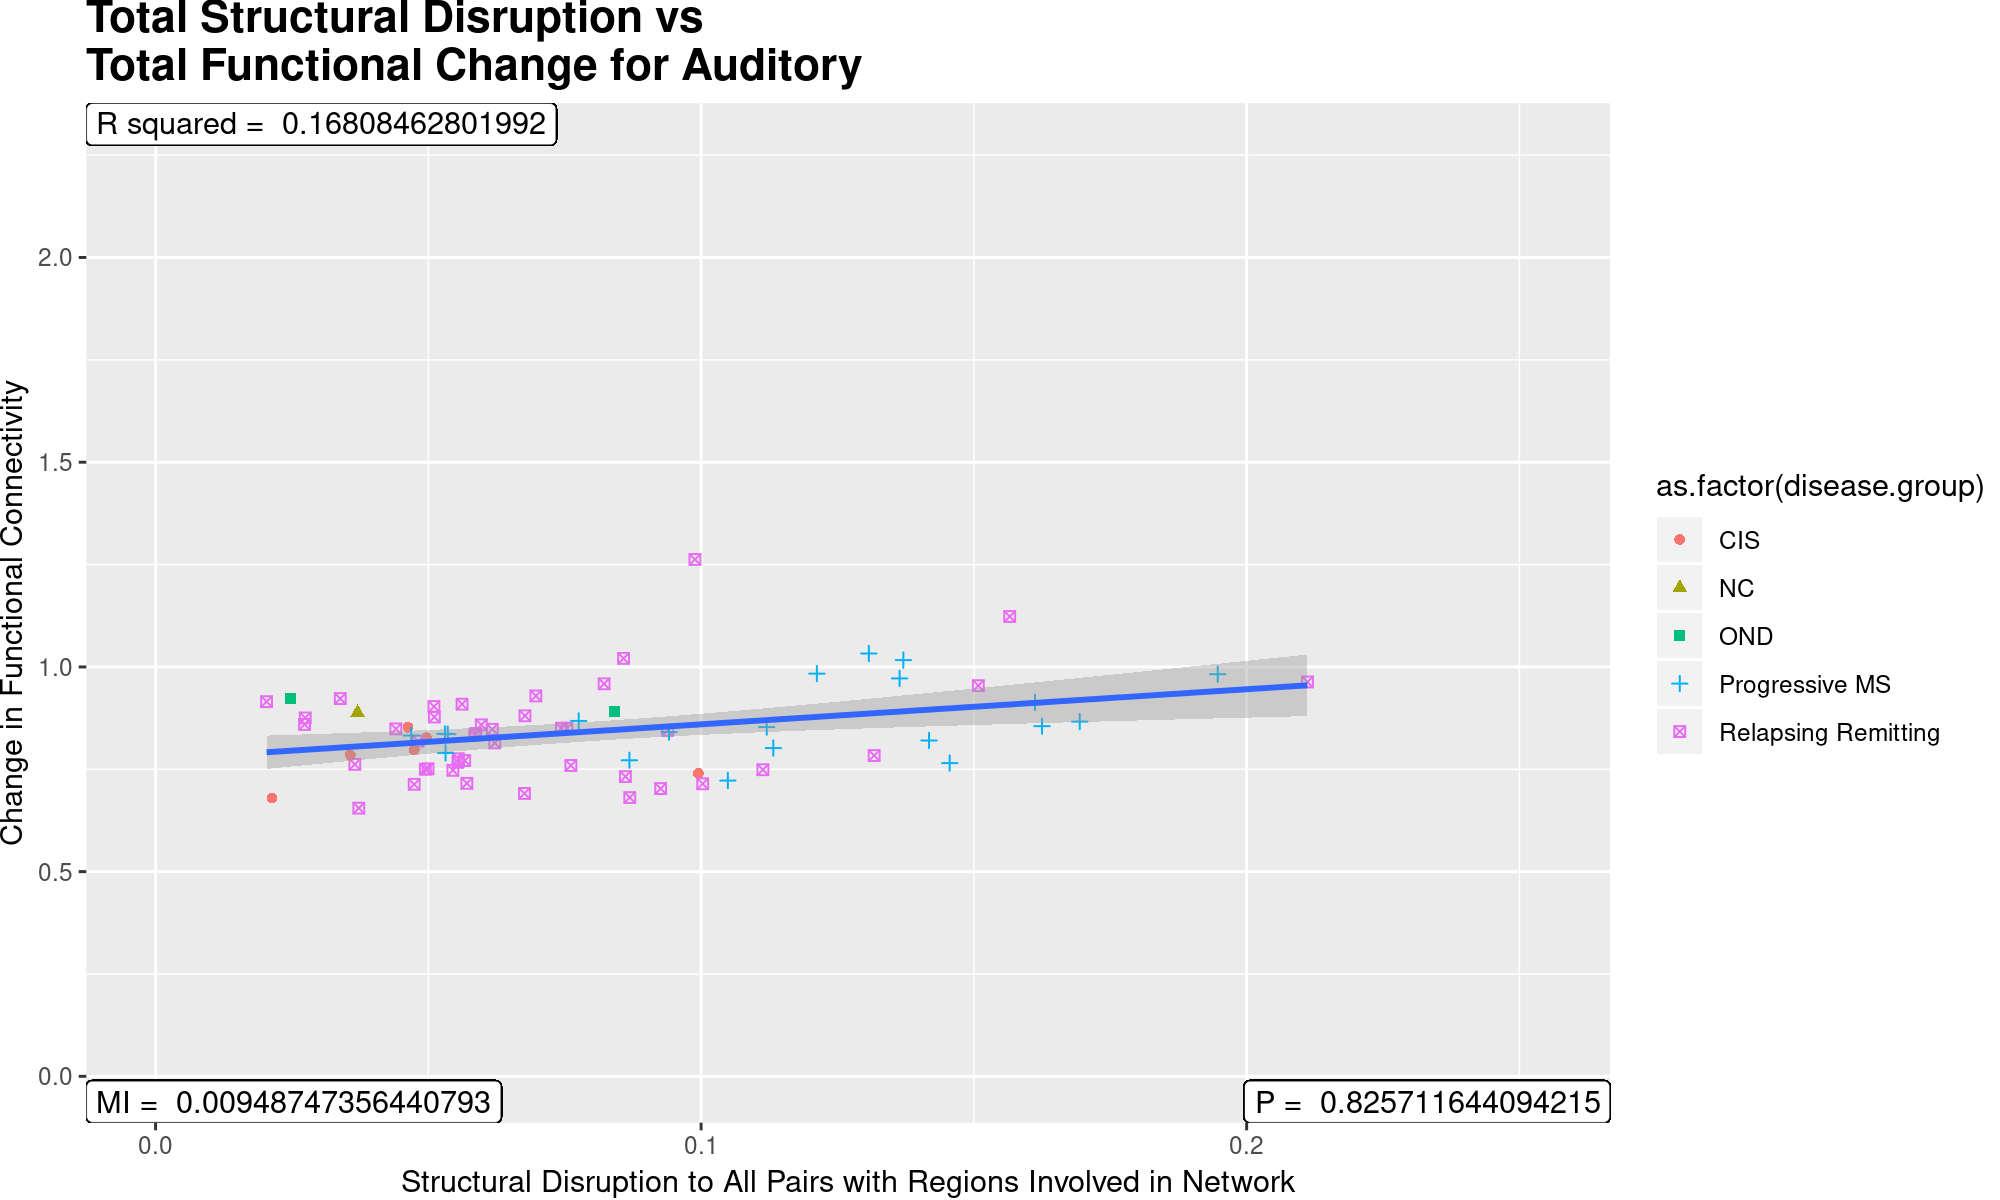 Total Structural Disruption vs
Total Functional Change for Auditory
R squared = 0.16808462801992
Change in Functional Connectivity
2.0
1.5
1.0
0.5
0.0
MI = 0.00948747356440793
P = 0.825711644094215
0.0
0.1
0.2
Structural Disruption to All Pairs with Regions Involved in Network
as.factor(disease.group)
CIS
NC
OND
Progressive MS
Relapsing Remitting